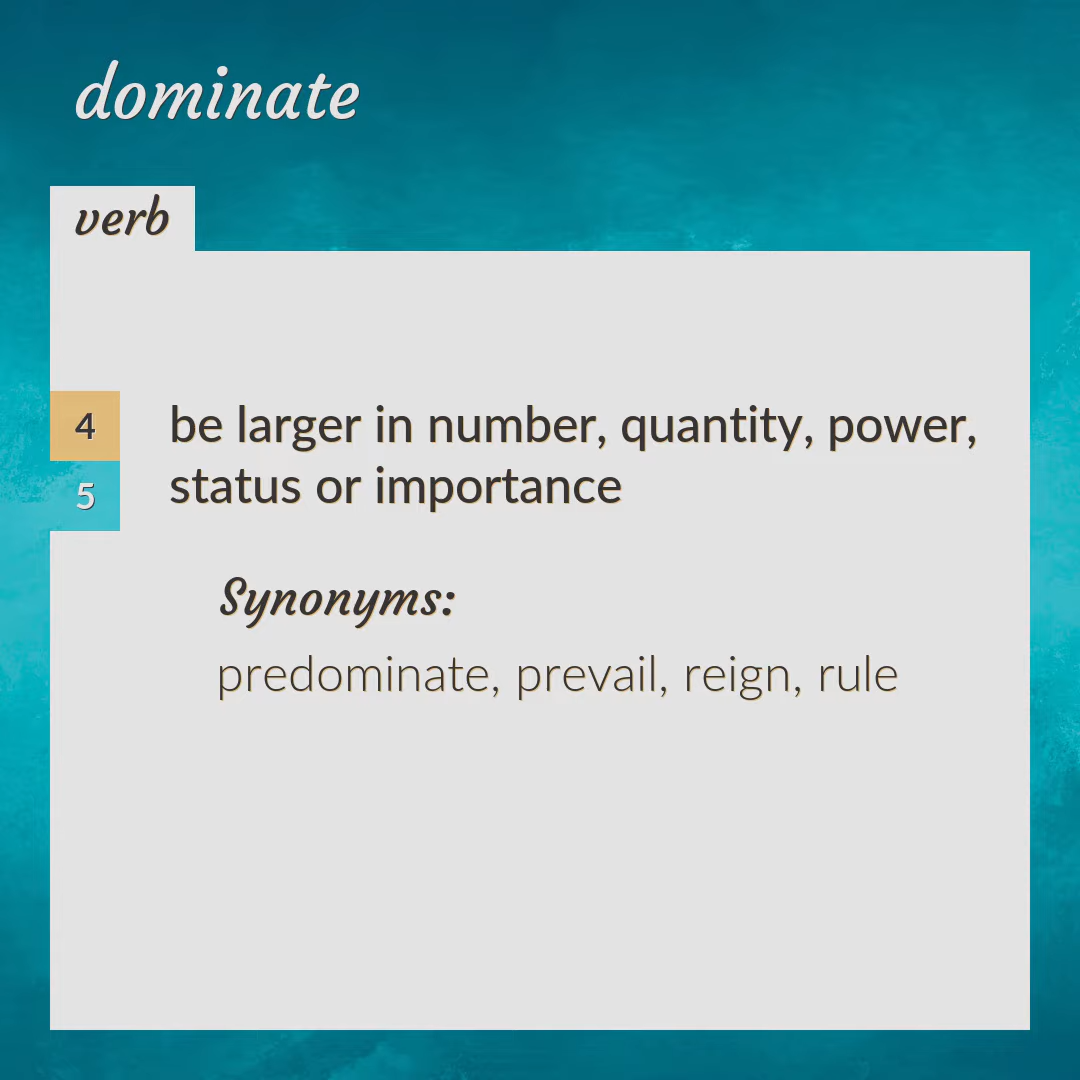 dominate
verb
4
be larger in number, quantity, power,
status or importance
5
Synonyms:
predominate, prevail, reign, rule